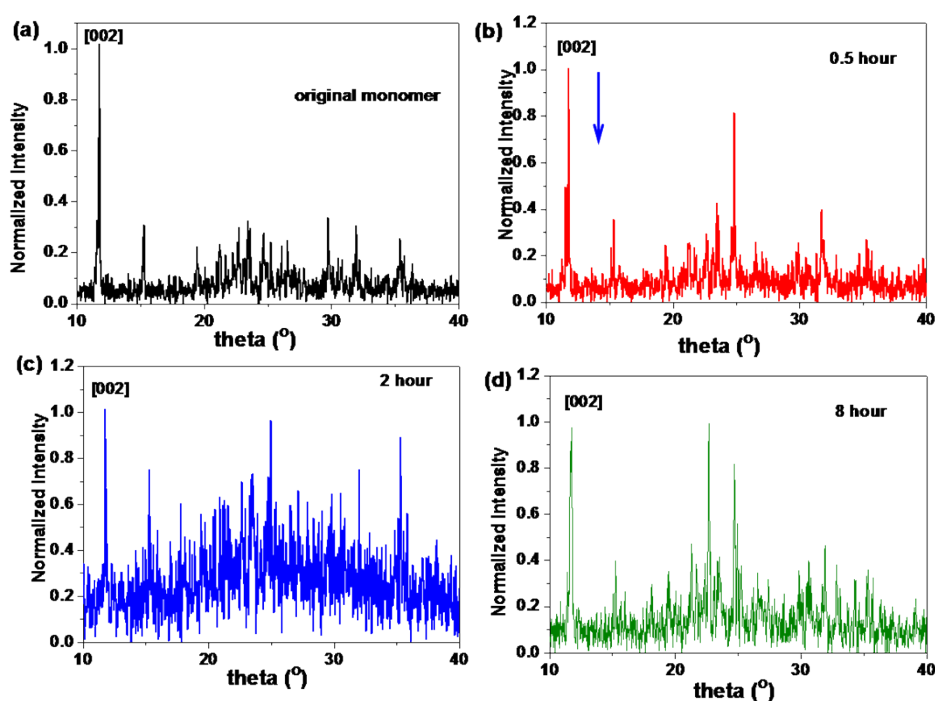 (a)
[002]
original monomer
Normalized Intensity
1.0
0.8
0.6
0.4
0.2
0.0
10 20 30 40
theta (O)
(b)
[002]
0.5 hour
Normalized Intensity
1.2
1.0
0.8
0.6
0.4
0.2
0.0
10 15 20 25 30 35 40
theta (O)
(c)
[002]
2 hour
Normalized Intensity
1.2
1.0
0.8
0.6
0.4
0.2
0.0
10 20 30 40
theta (O)
(d)
[002]
8 hour
Normalized Intensity
1.2
1.0
0.8
0.6
0.4
0.2
0.0
10 20 30 40
theta (O)